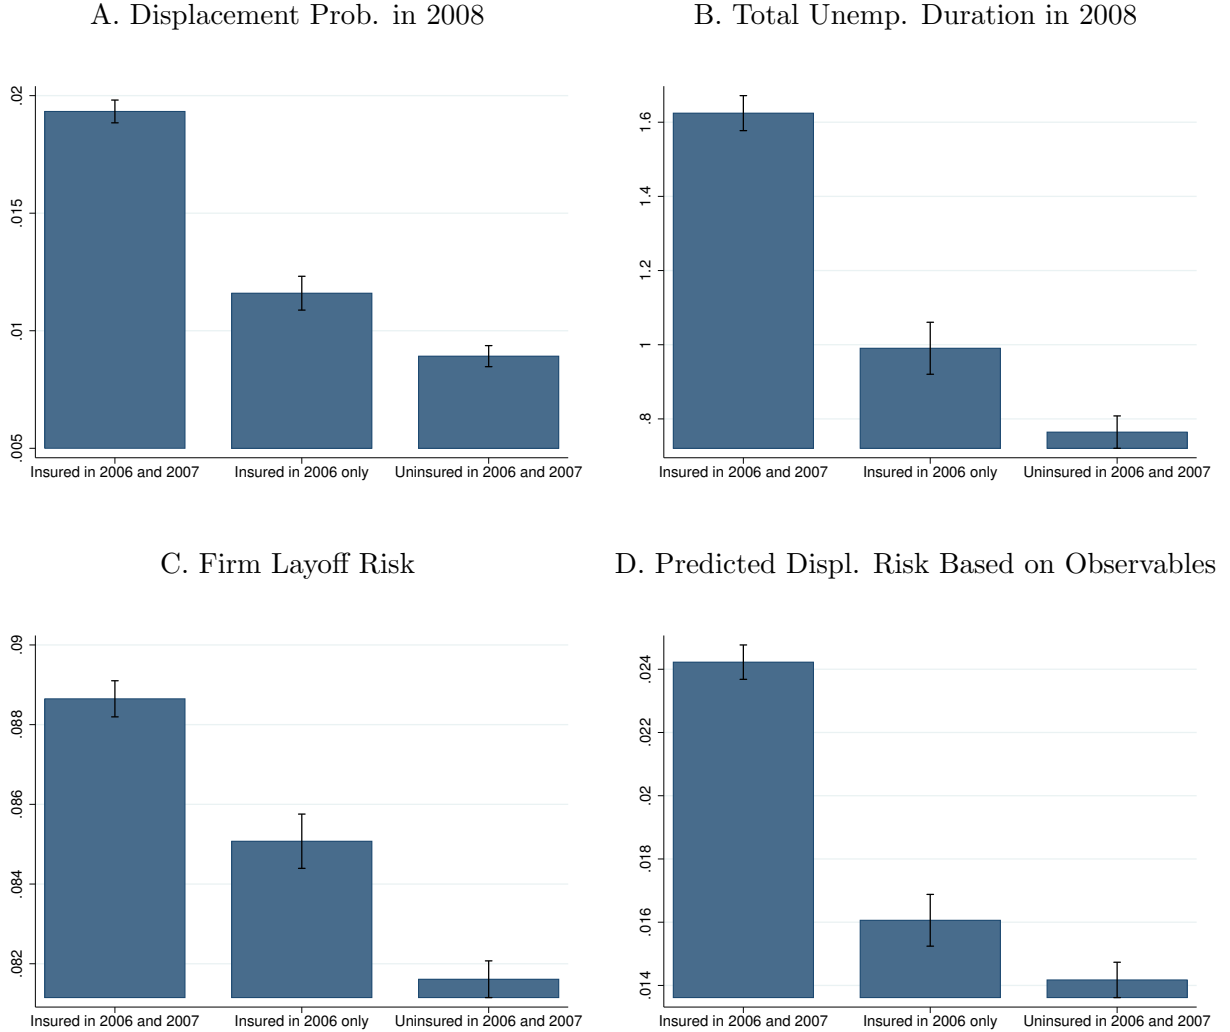 A. Displacement Prob. in 2008
.02
.015
.01
.005
Insured in 2006 and 2007 Insured in 2006 only Uninsured in 2006 and 2007
B. Total Unemp. Duration in 2008
1.6
1.4
1.2
1
.8
Insured in 2006 and 2007 Insured in 2006 only Uninsured in 2006 and 2007
C. Firm Layoff Risk
.09
.088
.086
.084
.082
Insured in 2006 and 2007 Insured in 2006 only Uninsured in 2006 and 2007
D. Predicted Displ. Risk Based on Observables
.024
.022
.02
.018
.016
.014
Insured in 2006 and 2007 Insured in 2006 only Uninsured in 2006 and 2007